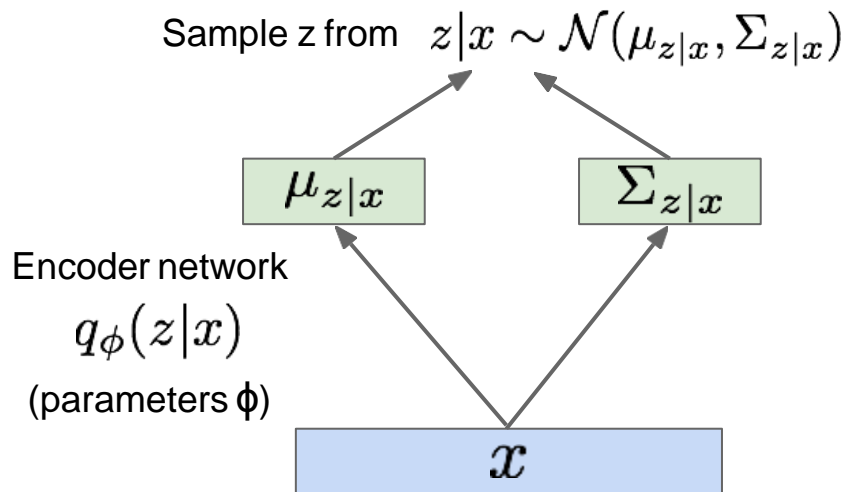 Sample z from z|x ∼ 𝒩(μ_{z|x}, Σ_{z|x})
μ_{z|x} Σ_{z|x}
Encoder network
q_ϕ(z|x)
(parameters ϕ)
x